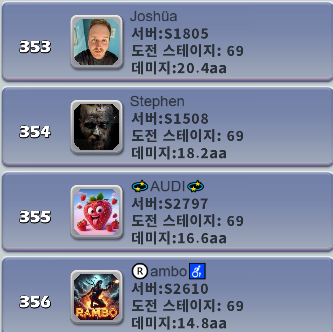 353
Joshüa
서버:S1805
도전 스테이지: 69
데미지:20.4aa
354
Stephen
서버:S1508
도전 스테이지: 69
데미지:18.2aa
355
💫AUDI💫
서버:S2797
도전 스테이지: 69
데미지:16.6aa
356
®️ambo♿
서버:S2610
도전 스테이지: 69
데미지:14.8aa
RAMBO